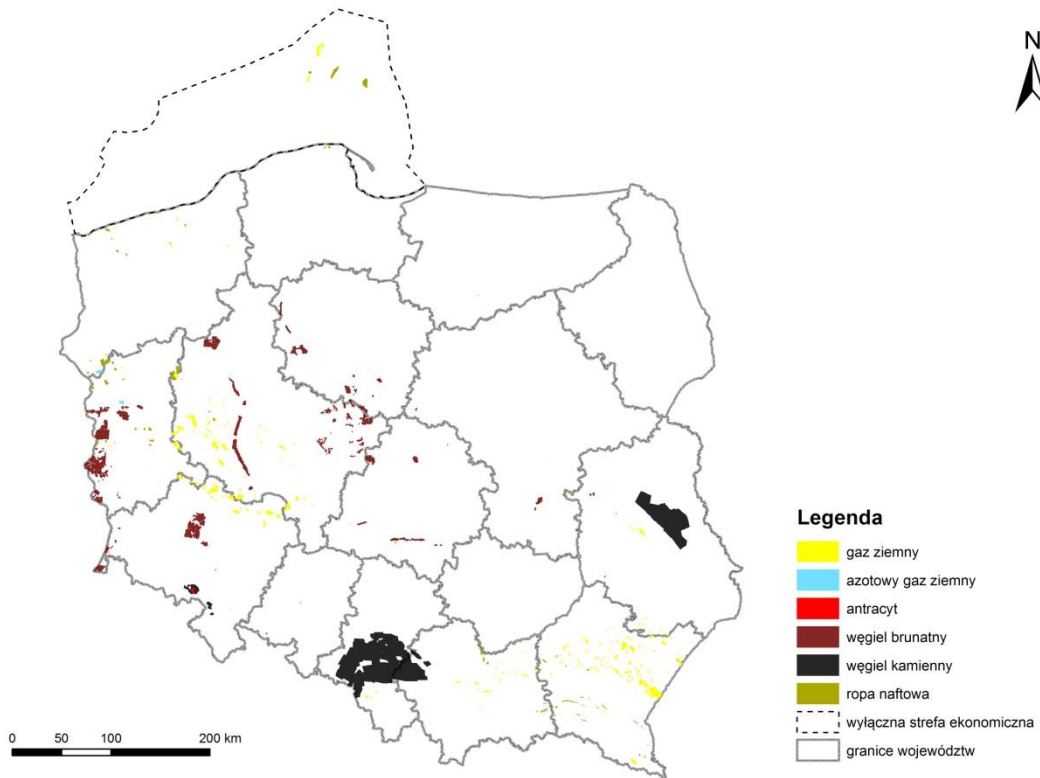 N
Legenda
gaz ziemny
azotowy gaz ziemny
antracyt
węgiel brunatny
węgiel kamienny
ropa naftowa
wyłączna strefa ekonomiczna
granice województw
0 50 100 200 km